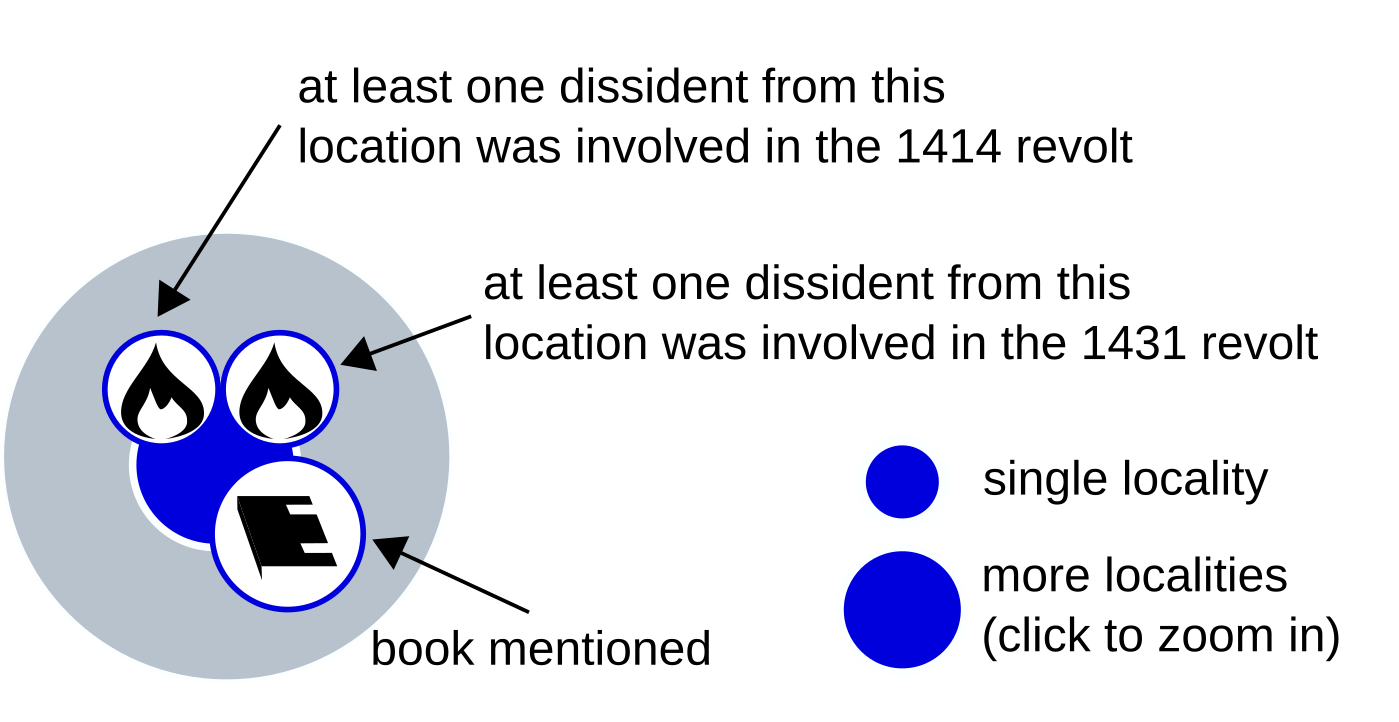 at least one dissident from this
location was involved in the 1414 revolt
at least one dissident from this
location was involved in the 1431 revolt
single locality
more localities
(click to zoom in)
book mentioned